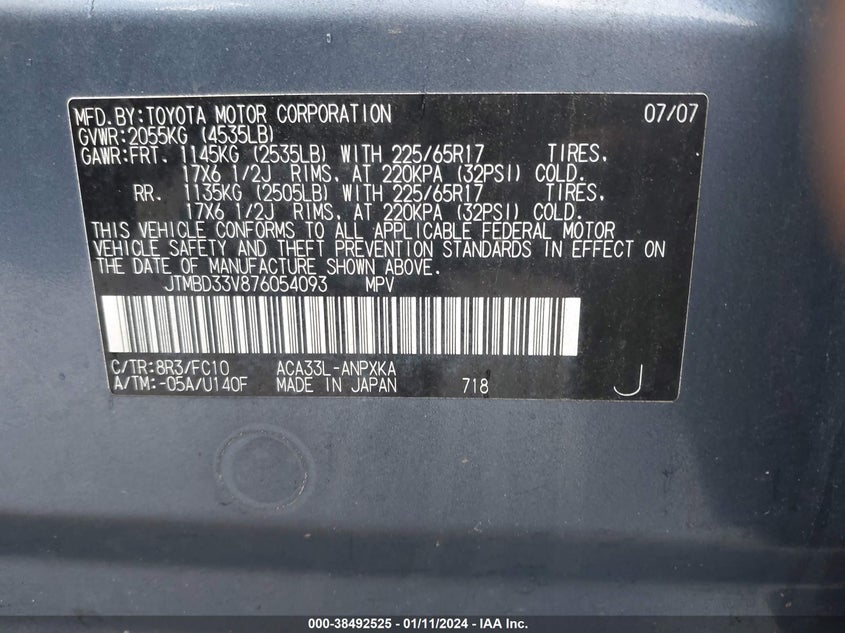 MFD.BY:TOYOTA MOTOR CORPORATION 07/07
GVWR:2055KG (4535LB)
GAWR:FRT. 1145KG (2535LB) WITH 225/65R17 TIRES,
17X6 1/2J RIMS, AT 220KPA (32PSI) COLD.
RR. 1135KG (2505LB) WITH 225/65R17 TIRES,
17X6 1/2J RIMS, AT 220KPA (32PSI) COLD.
THIS VEHICLE CONFORMS TO ALL APPLICABLE FEDERAL MOTOR
VEHICLE SAFETY AND THEFT PREVENTION STANDARDS IN EFFECT ON
THE DATE OF MANUFACTURE SHOWN ABOVE.
JTMBD33V876054093 MPV
C/TR:8R3/FC10 ACA33L-ANPXKA
A/TM:-05A/U140F MADE IN JAPAN 718 J
000-38492525 - 01/11/2024 - IAA Inc.